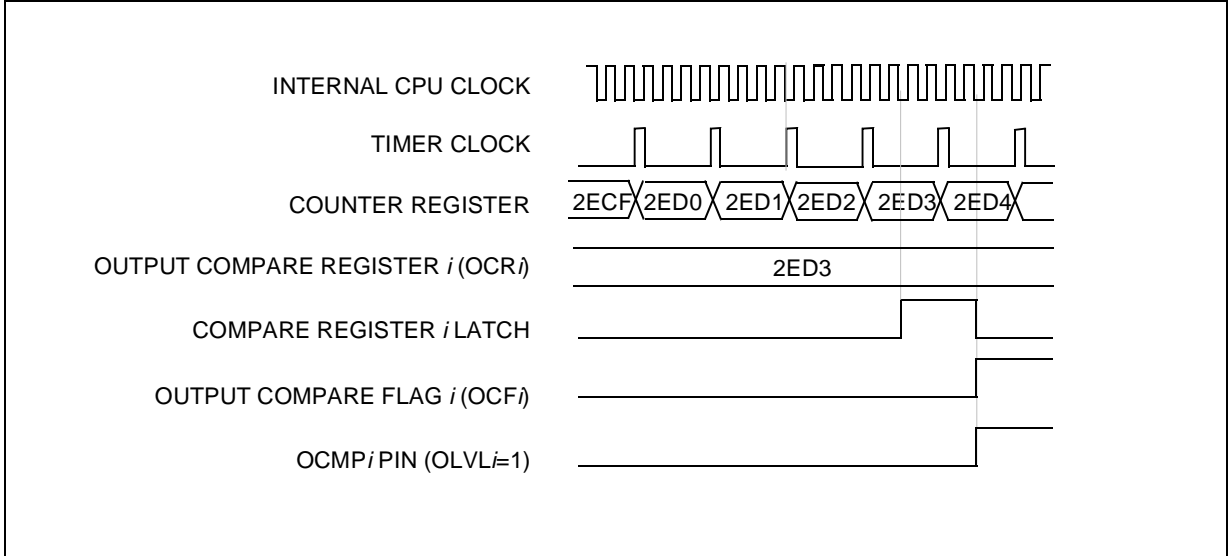 INTERNAL CPU CLOCK
TIMER CLOCK
COUNTER REGISTER 2ECF 2ED0 2ED1 2ED2 2ED3 2ED4
OUTPUT COMPARE REGISTER i (OCRi) 2ED3
COMPARE REGISTER i LATCH
OUTPUT COMPARE FLAG i (OCFi)
OCMPi PIN (OLVLi=1)